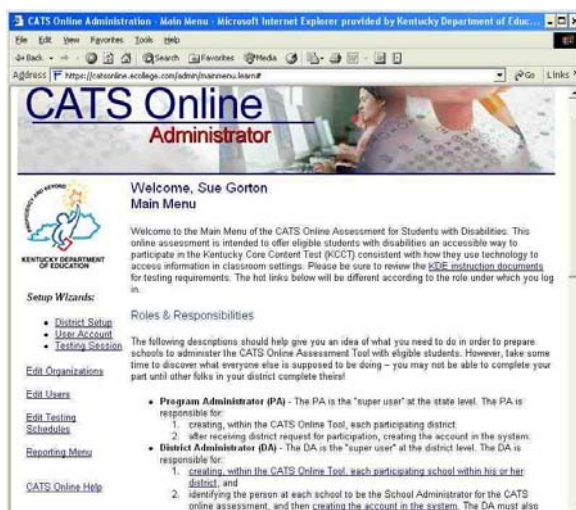 CATS Online Administration - Main Menu - Microsoft Internet Explorer provided by Kentucky Department of Educ...
File Edit View Favorites Tools Help
Back Search Favorites Media
Address https://catsonline.ecollege.com/admin/mainmenu.learn# Go Links
CATS Online
Administrator
PROFICIENCY AND BEYOND
KENTUCKY DEPARTMENT
OF EDUCATION
Setup Wizards:
District Setup
User Account
Testing Session
Edit Organizations
Edit Users
Edit Testing
Schedules
Reporting Menu
CATS Online Help
Welcome, Sue Gorton
Main Menu
Welcome to the Main Menu of the CATS Online Assessment for Students with Disabilities. This
online assessment is intended to offer eligible students with disabilities an accessible way to
participate in the Kentucky Core Content Test (KCCT) consistent with how they use technology to
access information in classroom settings. Please be sure to review the KDE instruction documents
for testing requirements. The hot links below will be different according to the role under which you log
in.
Roles & Responsibilities
The following descriptions should help give you an idea of what you need to do in order to prepare
schools to administer the CATS Online Assessment Tool with eligible students. However, take some
time to discover what everyone else is supposed to be doing – you may not be able to complete your
part until other folks in your district complete theirs!
Program Administrator (PA) - The PA is the "super user" at the state level. The PA is
responsible for:
1. creating, within the CATS Online Tool, each participating district.
2. after receiving district request for participation, creating the account in the system.
District Administrator (DA) - The DA is the "super user" at the district level. The DA is
responsible for:
1. creating, within the CATS Online Tool, each participating school within his or her
district, and
2. identifying the person at each school to be the School Administrator for the CATS
online assessment, and then creating the account in the system. The DA must also